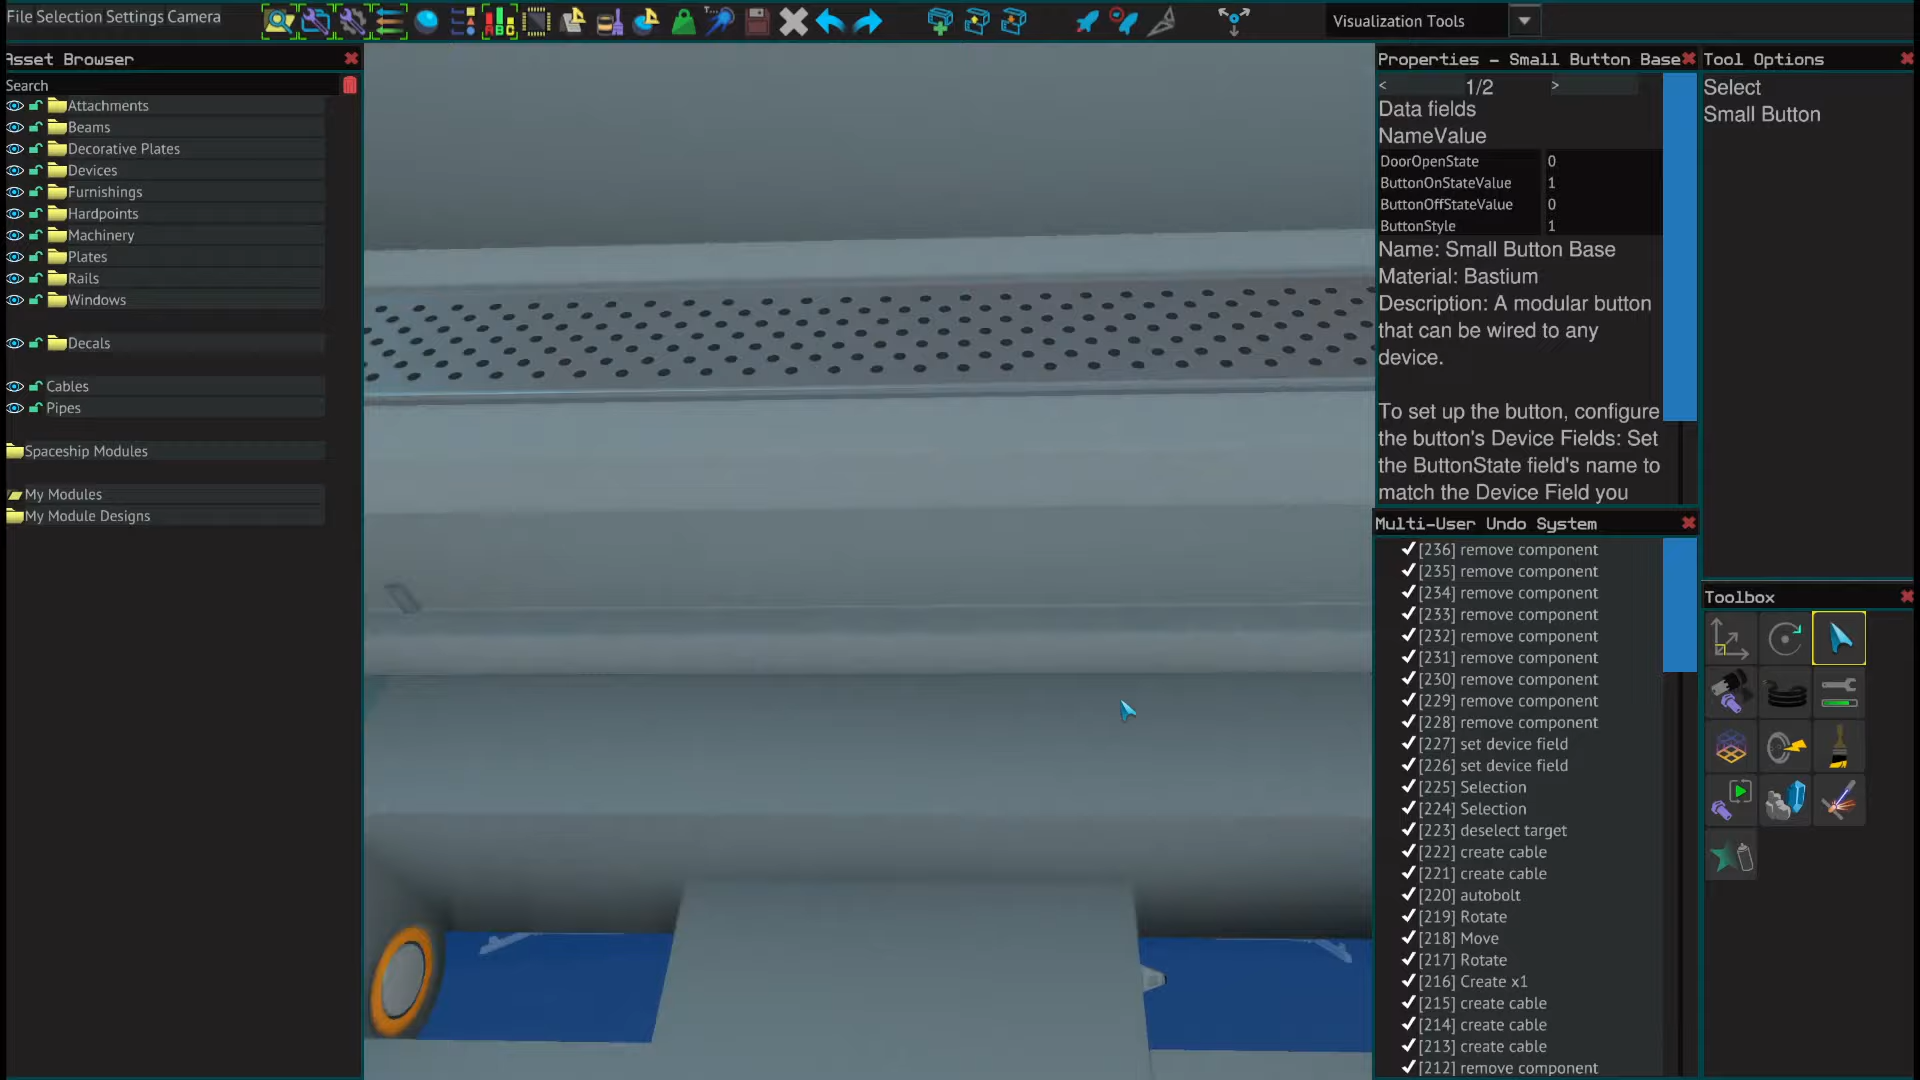 File Selection Settings Camera
Visualization Tools
Asset Browser
Search
Attachments
Beams
Decorative Plates
Devices
Furnishings
Hardpoints
Machinery
Plates
Rails
Windows
Decals
Cables
Pipes
Spaceship Modules
My Modules
My Module Designs
Properties - Small Button Base
< 1/2 >
Data fields
NameValue
DoorOpenState 0
ButtonOnStateValue 1
ButtonOffStateValue 0
ButtonStyle 1
Name: Small Button Base
Material: Bastium
Description: A modular button
that can be wired to any
device.
To set up the button, configure
the button's Device Fields: Set
the ButtonState field's name to
match the Device Field you
Multi-User Undo System
[236] remove component
[235] remove component
[234] remove component
[233] remove component
[232] remove component
[231] remove component
[230] remove component
[229] remove component
[228] remove component
[227] set device field
[226] set device field
[225] Selection
[224] Selection
[223] deselect target
[222] create cable
[221] create cable
[220] autobolt
[219] Rotate
[218] Move
[217] Rotate
[216] Create x1
[215] create cable
[214] create cable
[213] create cable
[212] remove component
Tool Options
Select
Small Button
Toolbox